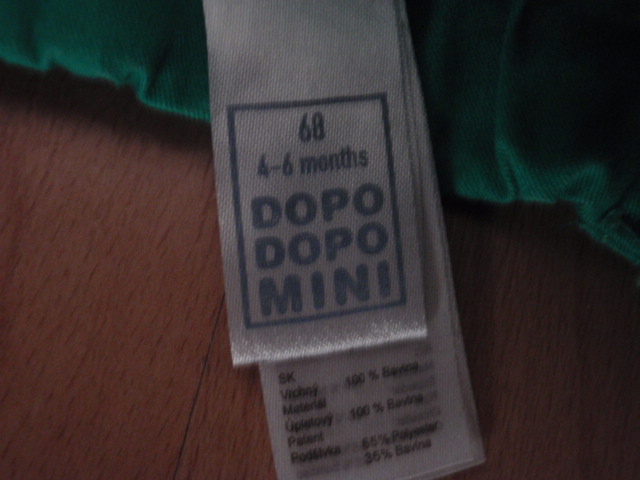 68
4-6 months
DOPO
DOPO
MINI
SK
Vrchný 100 % Bavlna
Materiál
Úpletový 100 % Bavlna
Patent
Podšívka 65% Polyester
35% Bavlna